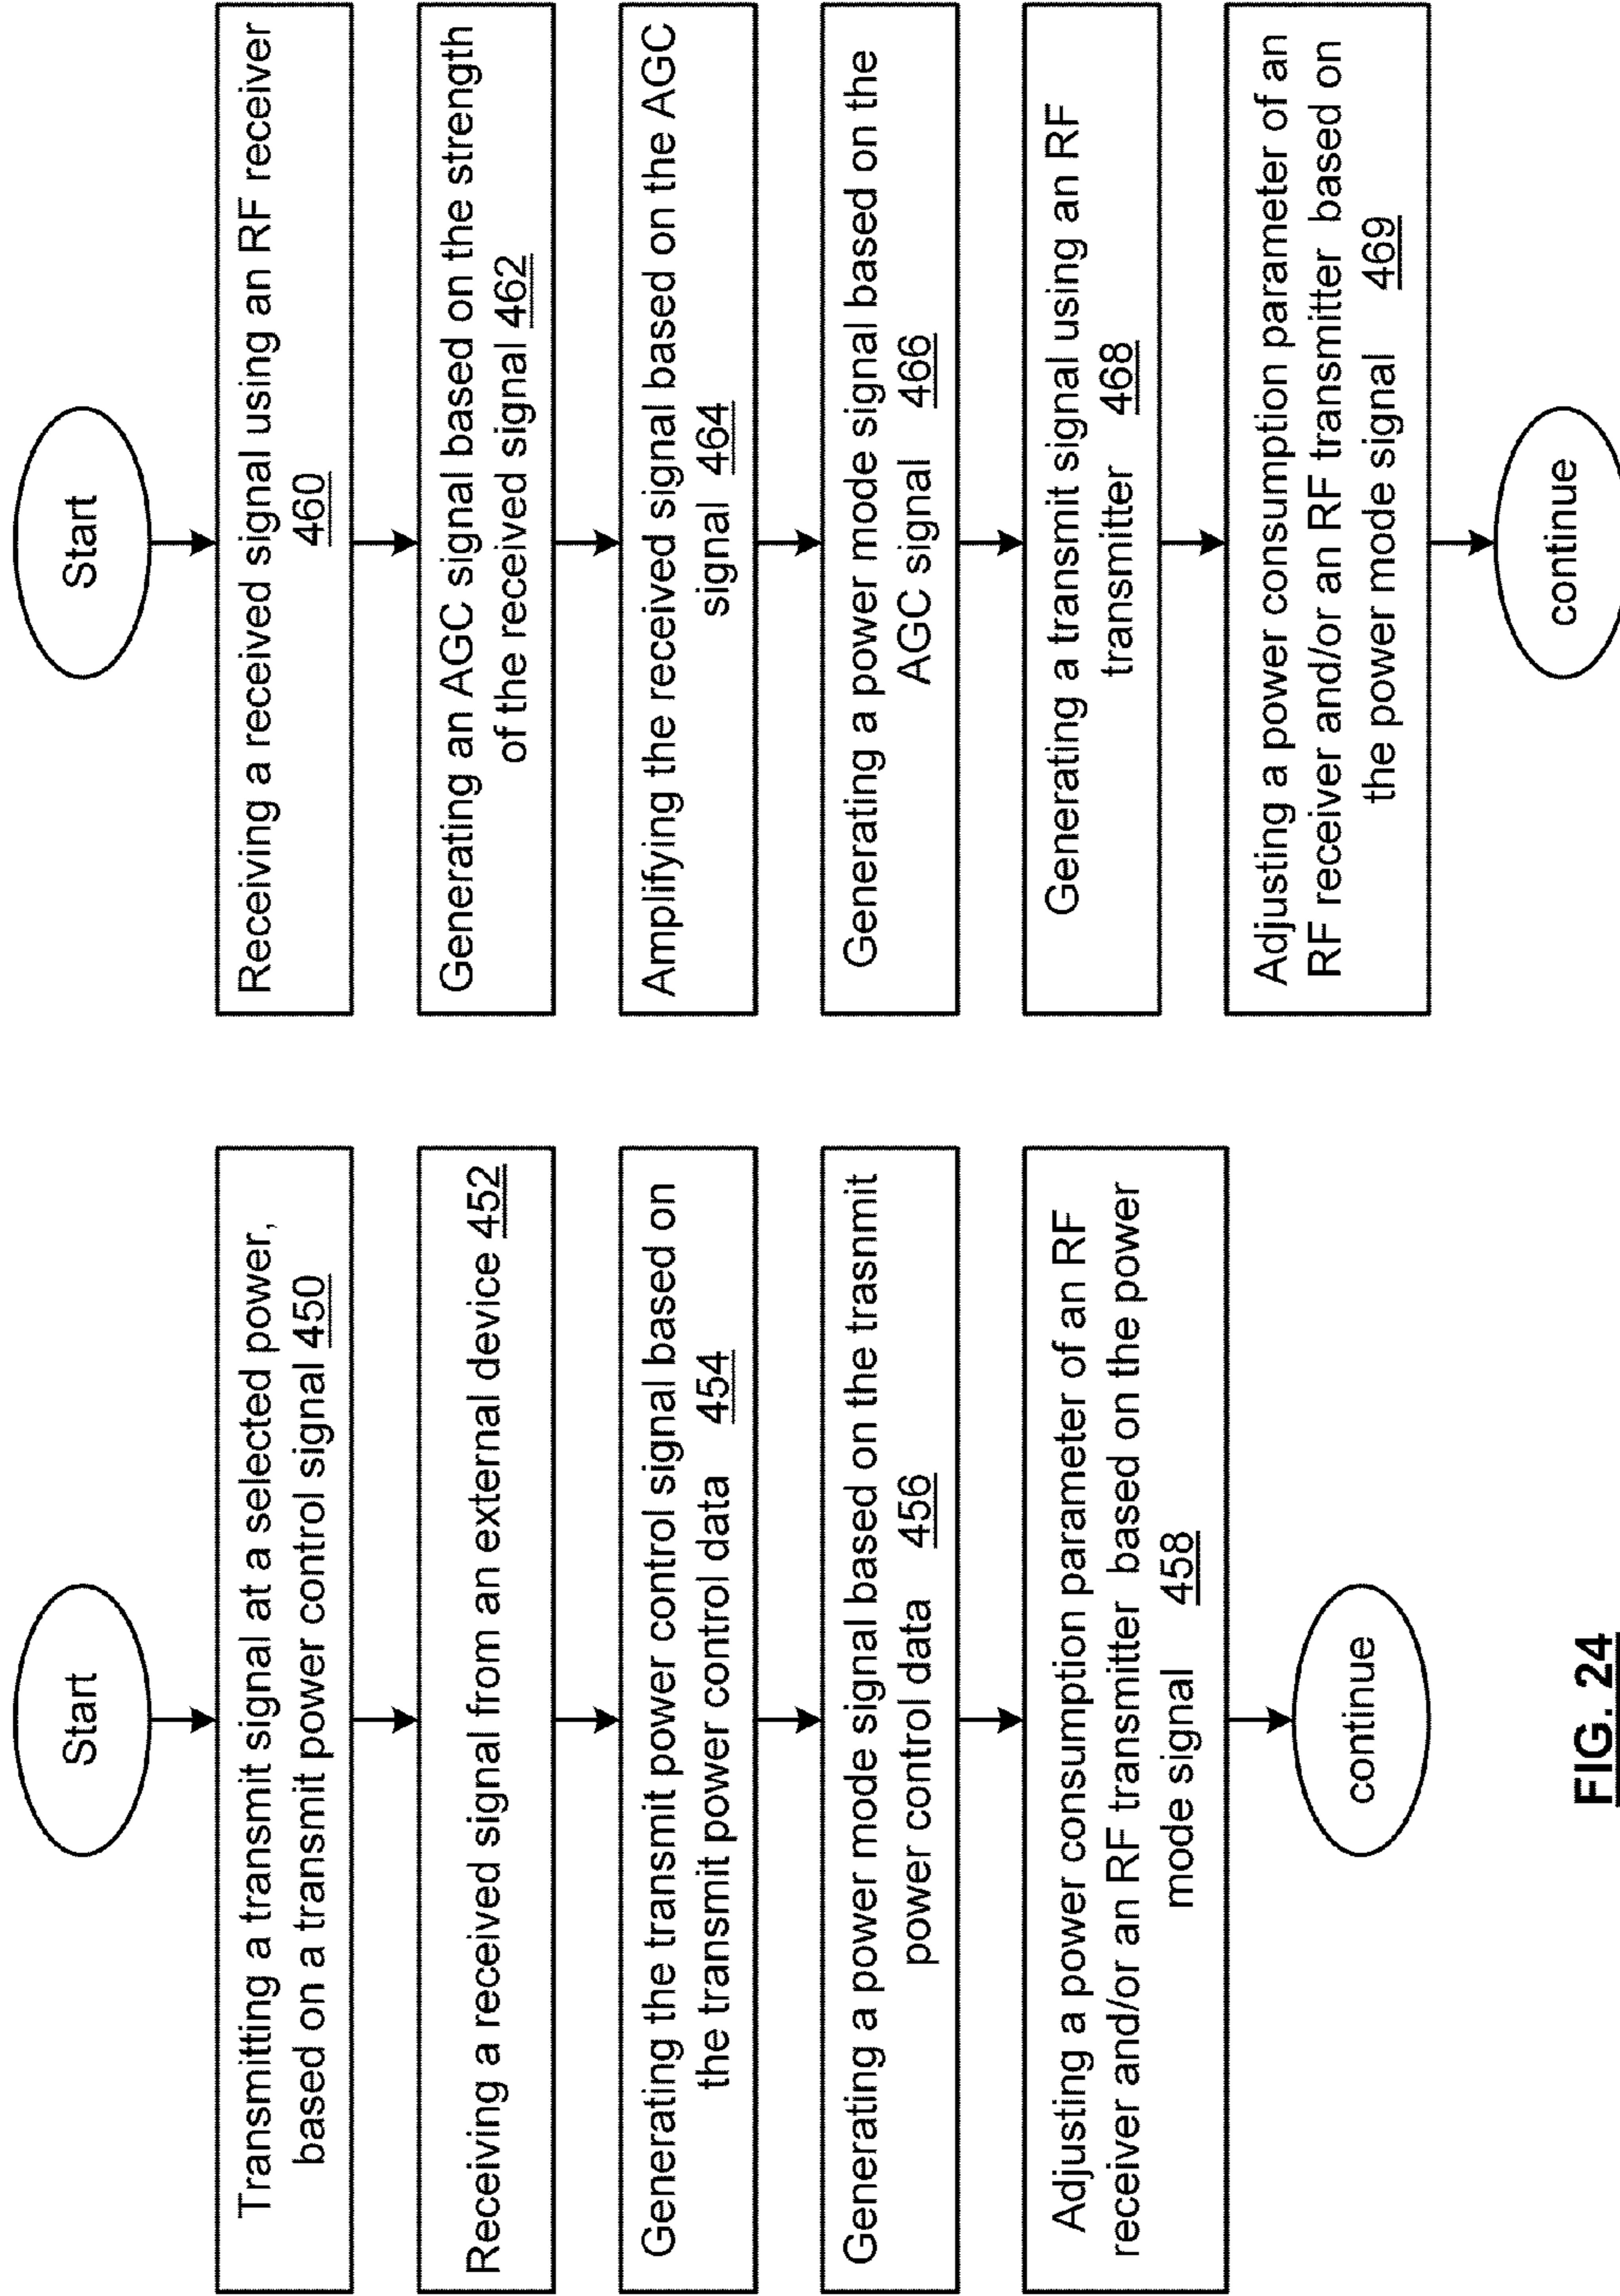 Start
Transmitting a transmit signal at a selected power,
based on a transmit power control signal 450
Receiving a received signal from an external device 452
Generating the transmit power control signal based on
the transmit power control data 454
Generating a power mode signal based on the trasnmit
power control data 456
Adjusting a power consumption parameter of an RF
receiver and/or an RF transmitter based on the power
mode signal 458
continue
FIG. 24
Start
Receiving a received signal using an RF receiver
460
Generating an AGC signal based on the strength
of the received signal 462
Amplifying the received signal based on the AGC
signal 464
Generating a power mode signal based on the
AGC signal 466
Generating a transmit signal using an RF
transmitter 468
Adjusting a power consumption parameter of an
RF receiver and/or an RF transmitter based on
the power mode signal 469
continue